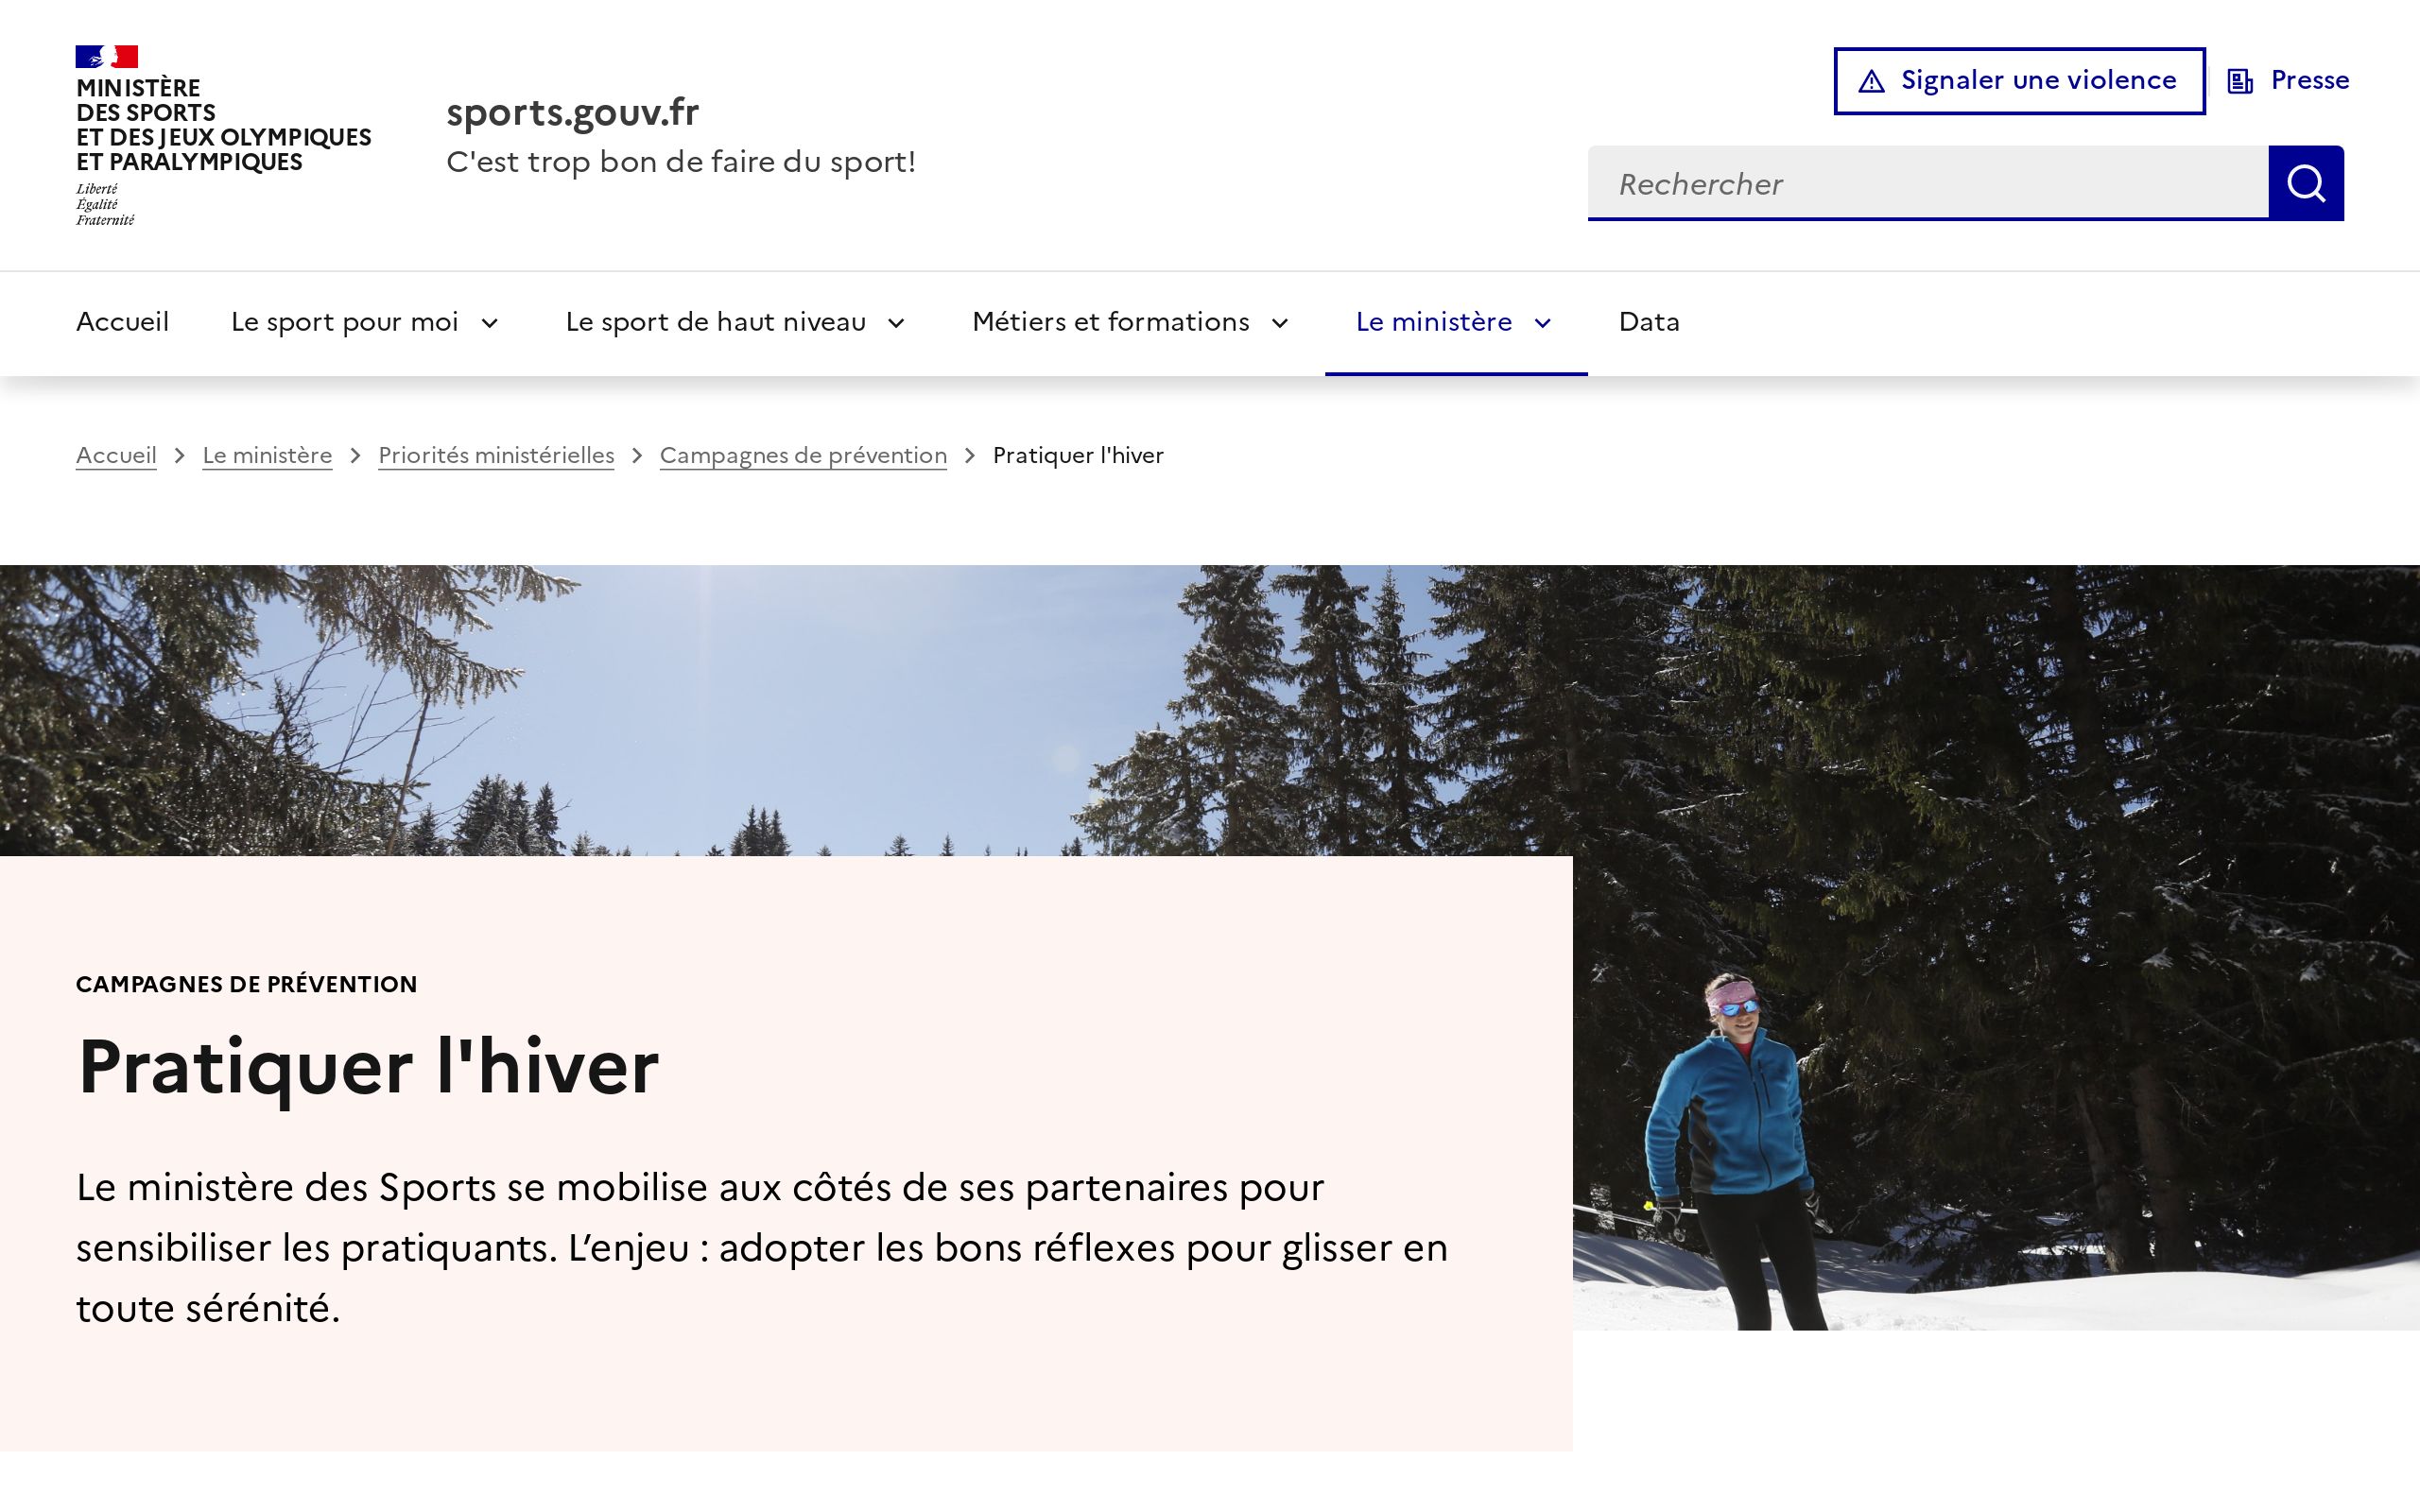 MINISTÈRE
DES SPORTS
ET DES JEUX OLYMPIQUES
ET PARALYMPIQUES
Liberté
Égalité
Fraternité
sports.gouv.fr
C'est trop bon de faire du sport!
Signaler une violence
Presse
Rechercher
Accueil
Le sport pour moi
Le sport de haut niveau
Métiers et formations
Le ministère
Data
Accueil > Le ministère > Priorités ministérielles > Campagnes de prévention > Pratiquer l'hiver
CAMPAGNES DE PRÉVENTION
Pratiquer l'hiver
Le ministère des Sports se mobilise aux côtés de ses partenaires pour
sensibiliser les pratiquants. L’enjeu : adopter les bons réflexes pour glisser en
toute sérénité.